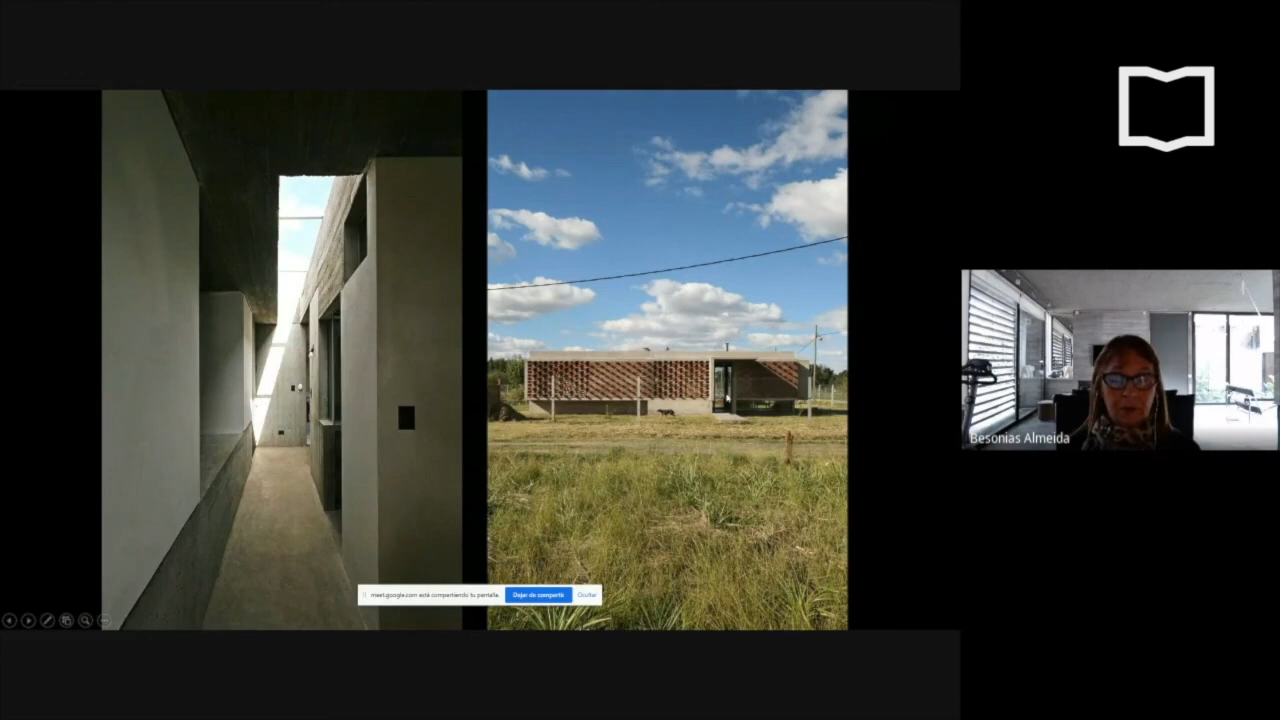 meet.google.com está compartiendo tu pantalla.
Dejar de compartir
Ocultar
Besonias Almeida